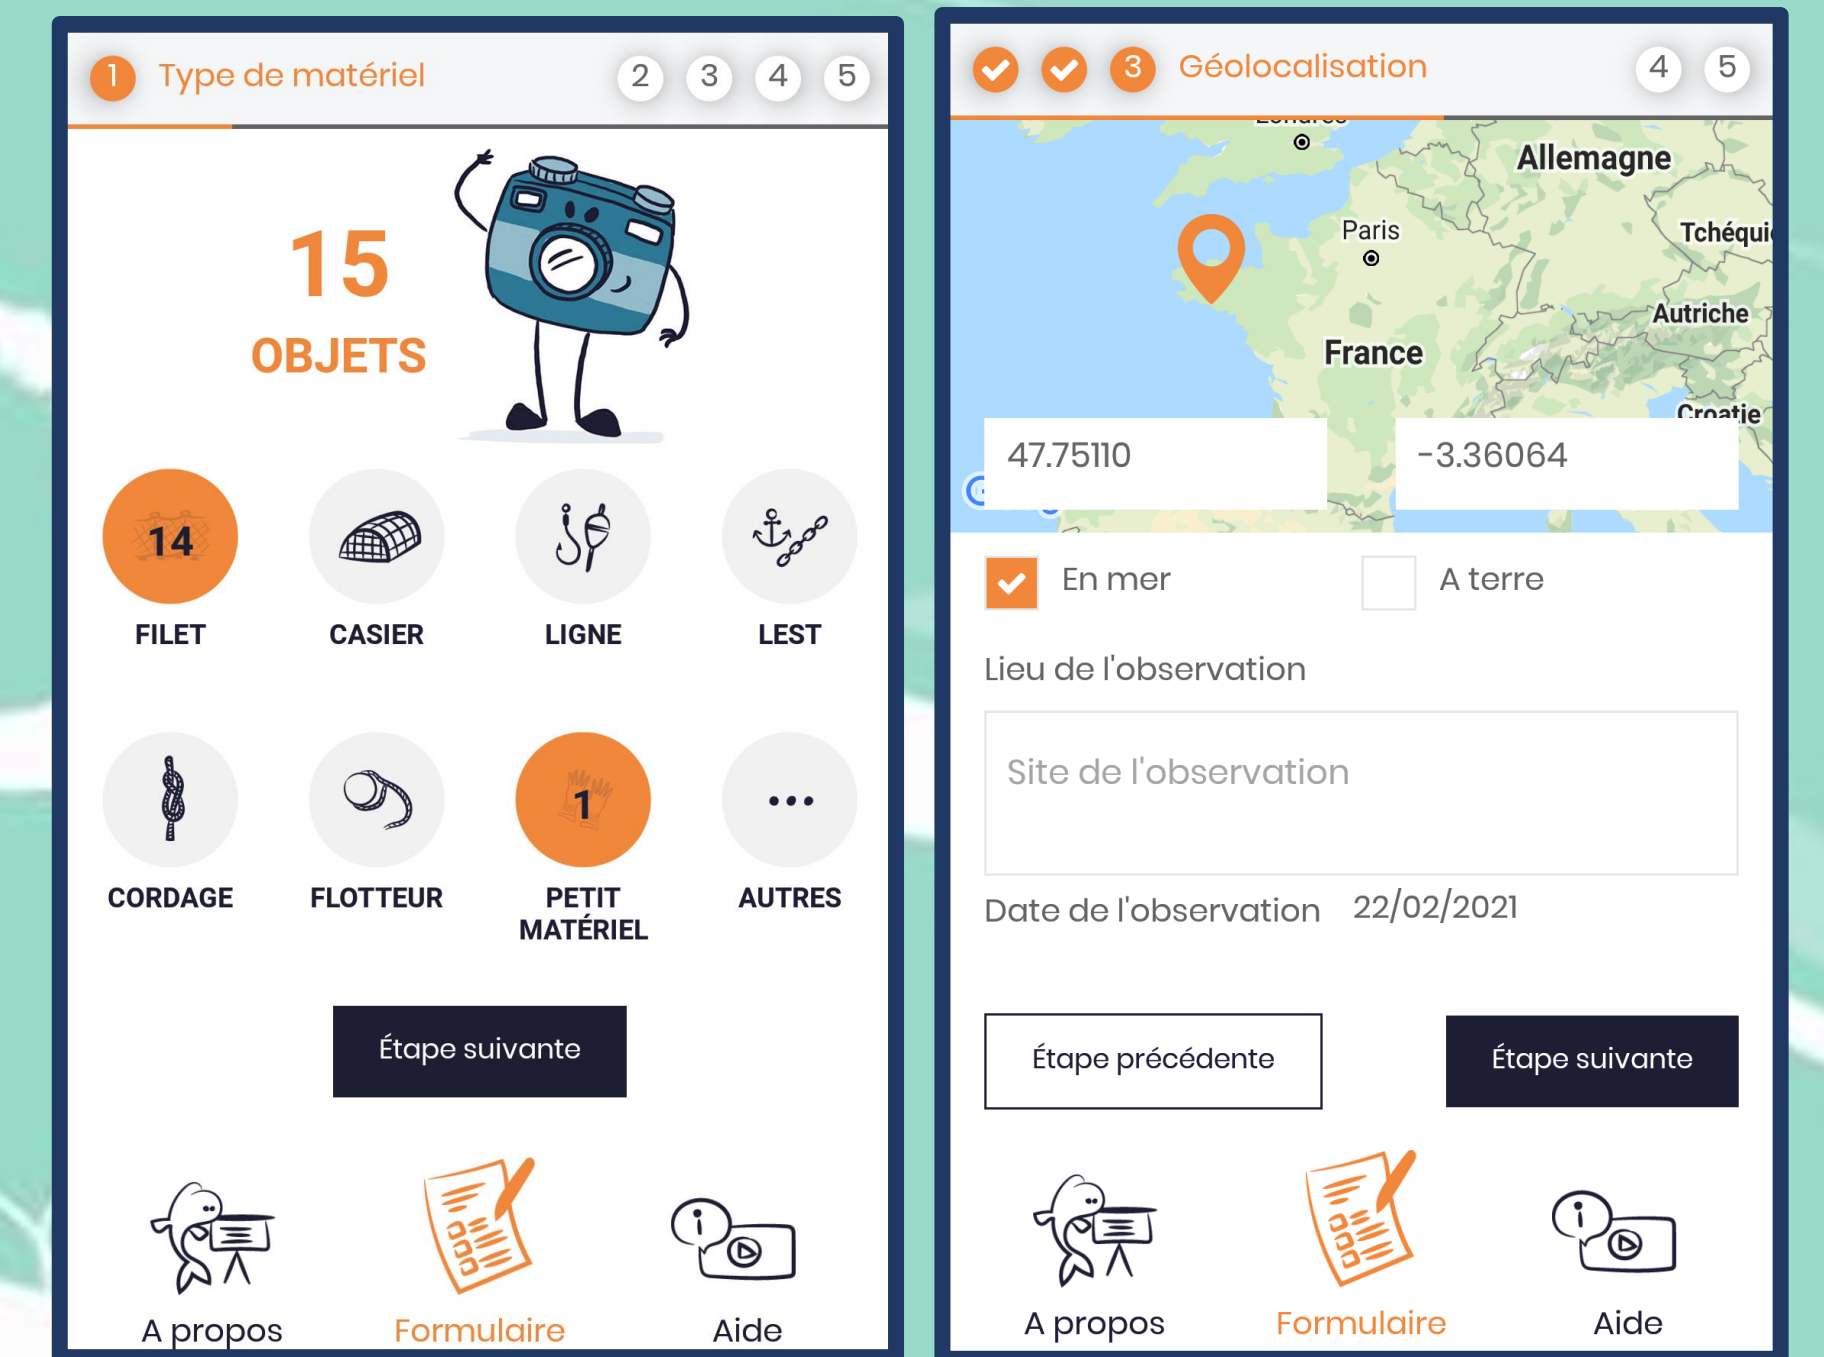 1 Type de matériel 2 3 4 5
15
OBJETS
14
FILET CASIER LIGNE LEST
1
CORDAGE FLOTTEUR PETIT MATÉRIEL AUTRES
Étape suivante
A propos Formulaire Aide
3 Géolocalisation 4 5
Londres
Allemagne
Paris
Tchéqui
Autriche
France
Croatie
47.75110 -3.36064
En mer A terre
Lieu de l'observation
Site de l'observation
Date de l'observation 22/02/2021
Étape précédente Étape suivante
A propos Formulaire Aide